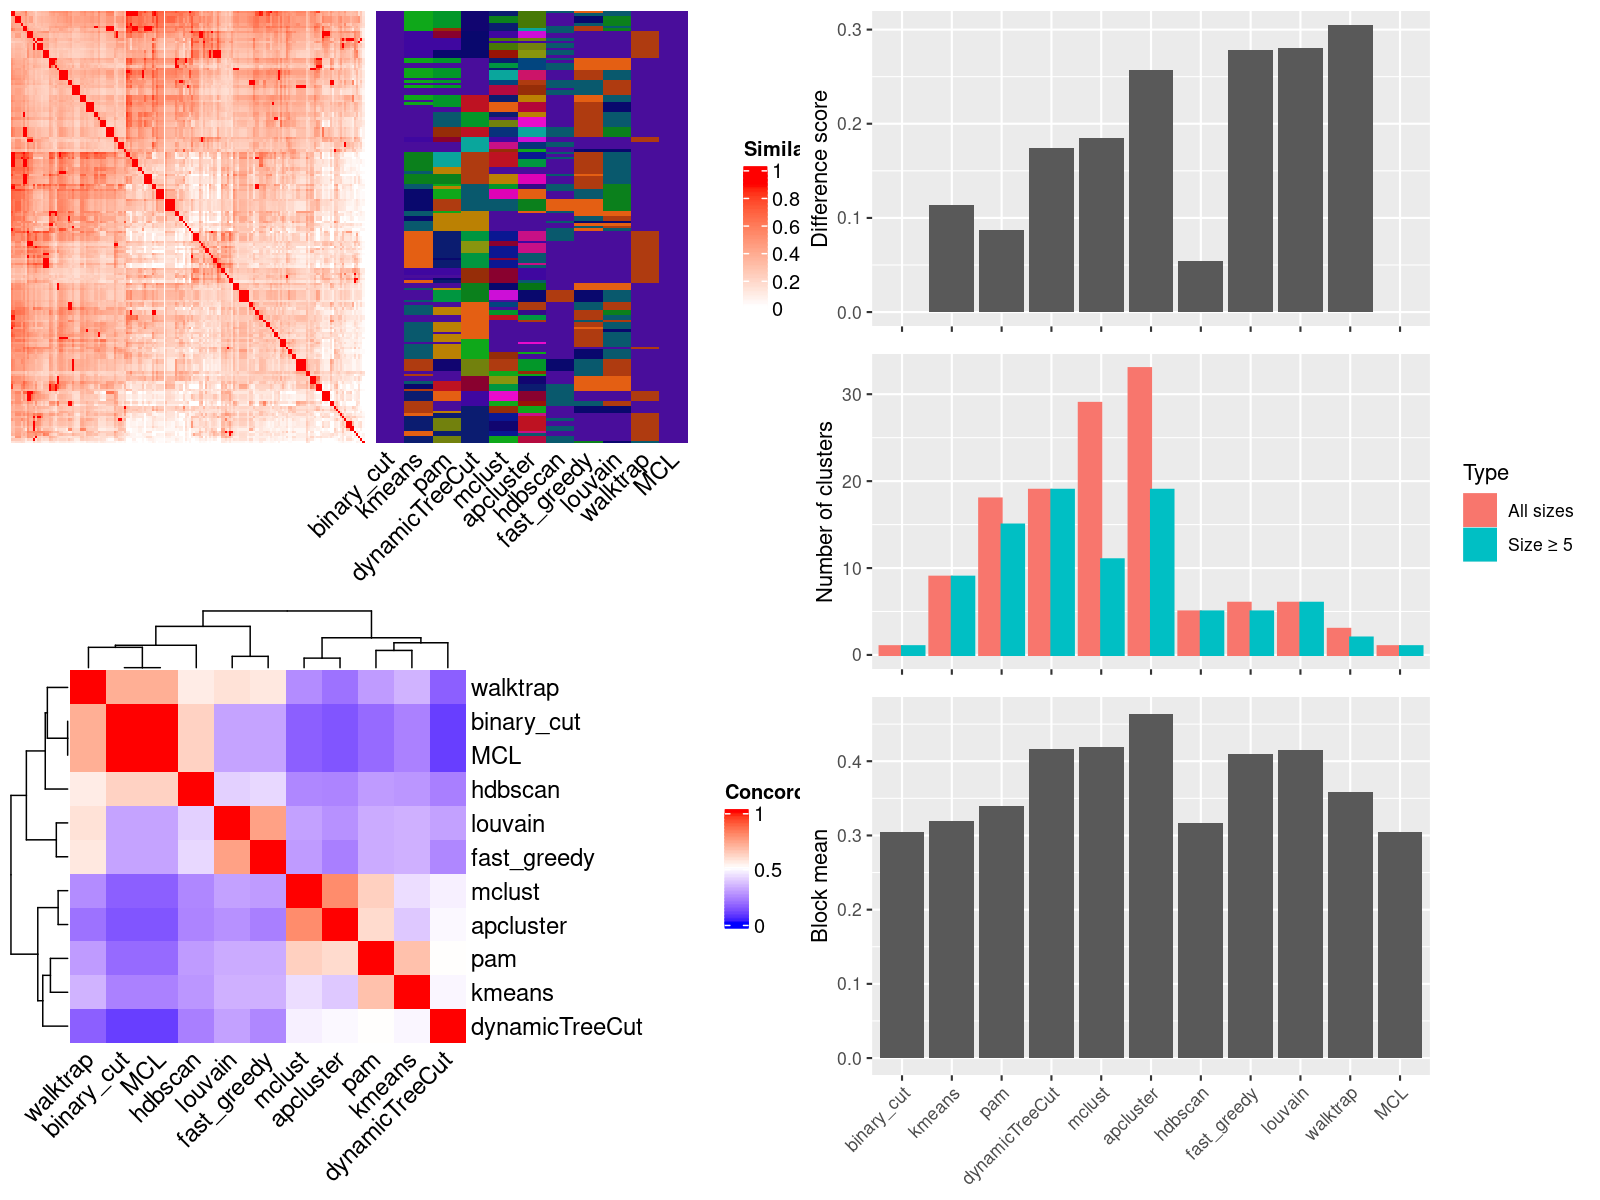 Simila
1
0.8
0.6
0.4
0.2
0
binary_cut
kmeans
pam
dynamicTreeCut
mclust
apcluster
hdbscan
fast_greedy
louvain
walktrap
MCL
walktrap
binary_cut
MCL
hdbscan
louvain
fast_greedy
mclust
apcluster
pam
kmeans
dynamicTreeCut
walktrap
binary_cut
MCL
hdbscan
louvain
fast_greedy
mclust
apcluster
pam
kmeans
dynamicTreeCut
Concord
1
0.5
0
Difference score
0.3
0.2
0.1
0.0
Number of clusters
30
20
10
0
Type
All sizes
Size ≥ 5
Block mean
0.4
0.3
0.2
0.1
0.0
binary_cut
kmeans
pam
dynamicTreeCut
mclust
apcluster
hdbscan
fast_greedy
louvain
walktrap
MCL